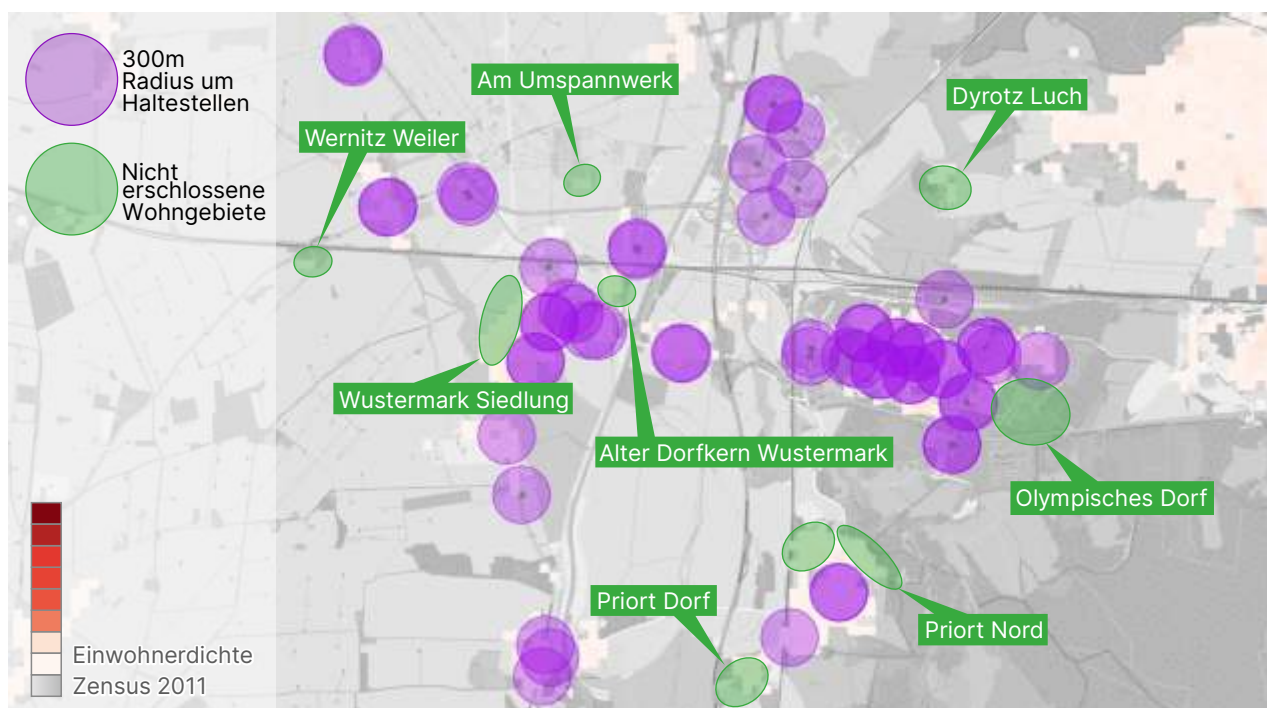 300m
Radius um
Haltestellen
Nicht
erschlossene
Wohngebiete
Am Umspannwerk
Dyrotz Luch
Wernitz Weiler
Wustermark Siedlung
Alter Dorfkern Wustermark
Olympisches Dorf
Priort Dorf
Priort Nord
Einwohnerdichte
Zensus 2011